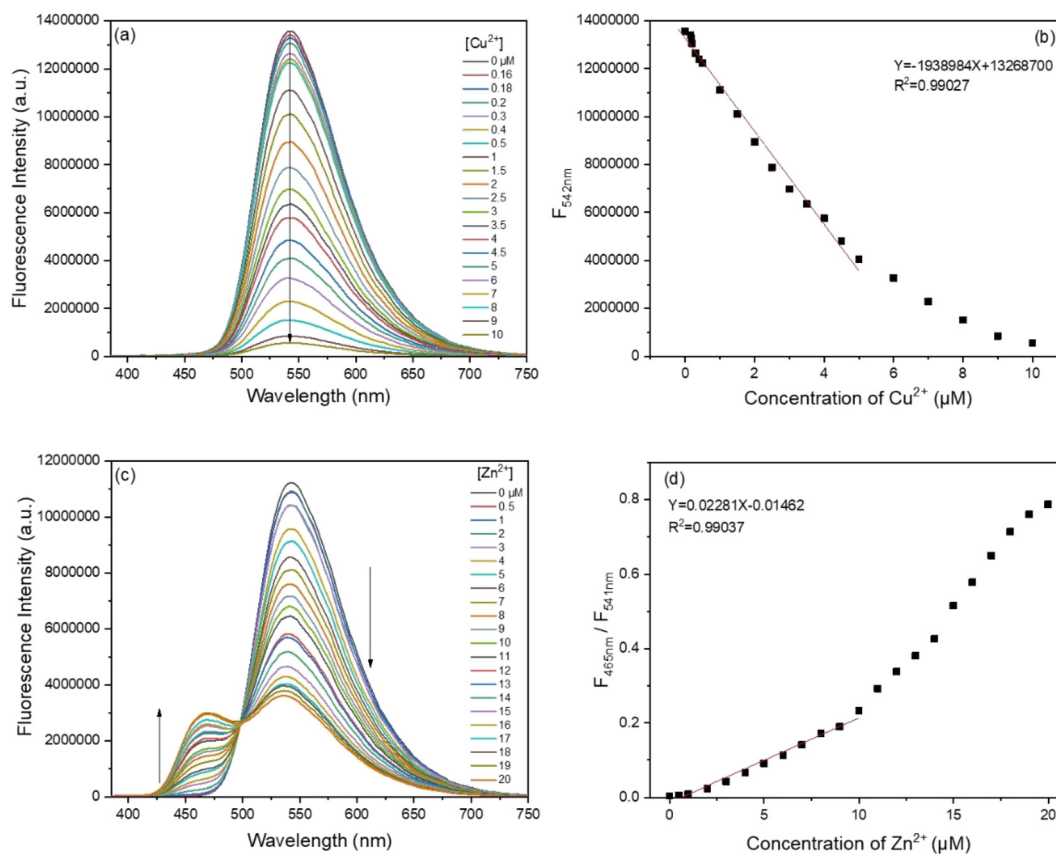 (a)
[Cu²⁺]
0 µM
0.16
0.18
0.2
0.3
0.4
0.5
1
1.5
2
2.5
3
3.5
4
4.5
5
6
7
8
9
10
14000000
12000000
10000000
8000000
6000000
4000000
2000000
0
Fluorescence Intensity (a.u.)
400 450 500 550 600 650 700 750
Wavelength (nm)
(b)
Y=-1938984X+13268700
R²=0.99027
14000000
12000000
10000000
8000000
6000000
4000000
2000000
0
F542nm
0 2 4 6 8 10
Concentration of Cu²⁺ (µM)
(c)
[Zn²⁺]
0 µM
0.5
1
2
3
4
5
6
7
8
9
10
11
12
13
14
15
16
17
18
19
20
12000000
10000000
8000000
6000000
4000000
2000000
0
Fluorescence Intensity (a.u.)
400 450 500 550 600 650 700 750
Wavelength (nm)
(d)
Y=0.02281X-0.01462
R²=0.99037
0.8
0.6
0.4
0.2
0.0
F465nm / F541nm
0 5 10 15 20
Concentration of Zn²⁺ (µM)